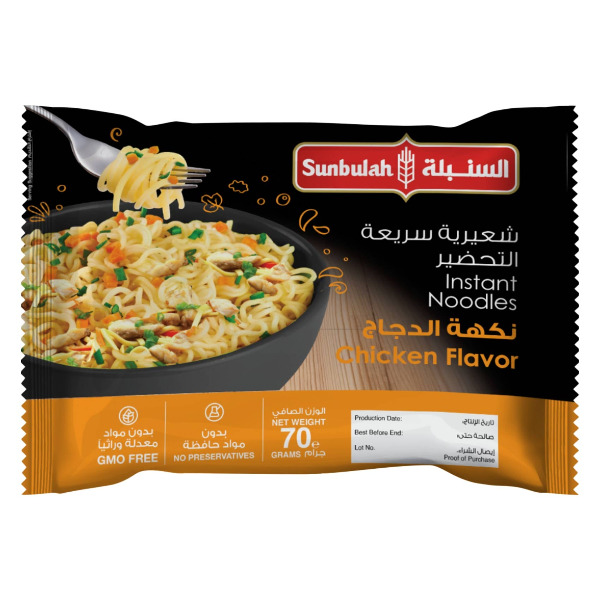 Sunbulah السنبلة
شعيرية سريعة
التحضير
Instant
Noodles
نكهة الدجاج
Chicken Flavor
بدون مواد
معدلة وراثياً
GMO FREE
بدون
مواد حافظة
NO PRESERVATIVES
الوزن الصافي
NET WEIGHT
70 e
GRAMS جرام
Production Date: تاريخ الإنتاج:
Best Before End: صالحة حتى:
Lot No. إيصال الشراء.
Proof of Purchase